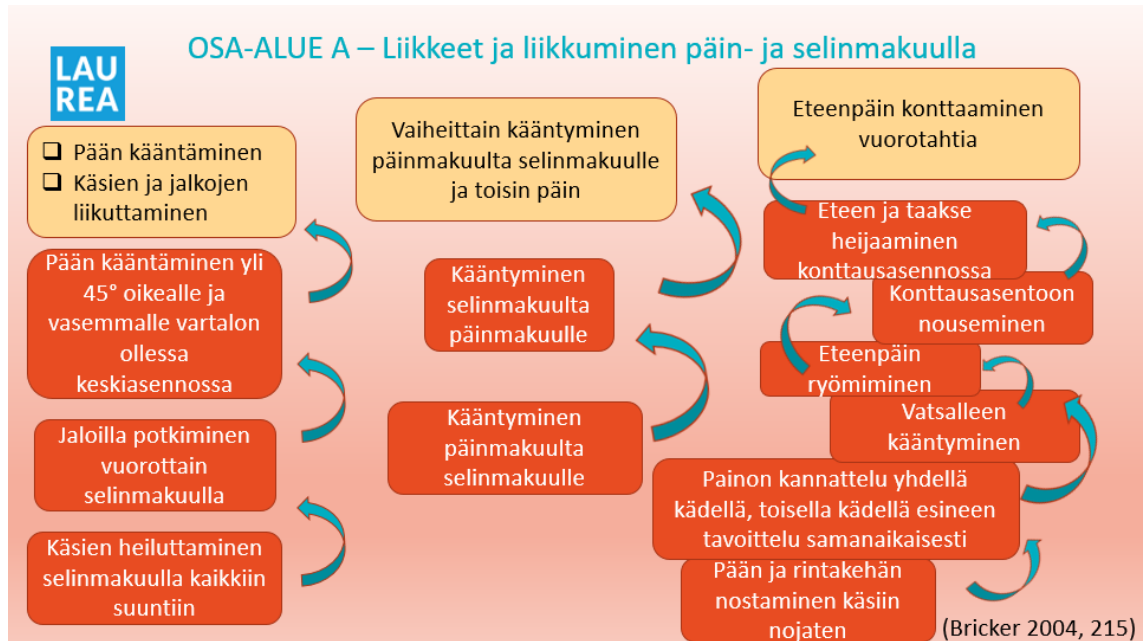 OSA-ALUE A – Liikkeet ja liikkuminen päin- ja selinmakuulla
LAU
REA
Pään kääntäminen
Käsien ja jalkojen
liikuttaminen
Pään kääntäminen yli
45° oikealle ja
vasemmalle vartalon
ollessa
keskiasennossa
Jaloilla potkiminen
vuorottain
selinmakuulla
Käsien heiluttaminen
selinmakuulla kaikkiin
suuntiin
Vaiheittain kääntyminen
päinmakuulta selinmakuulle
ja toisin päin
Kääntyminen
selinmakuulta
päinmakuulle
Kääntyminen
päinmakuulta
selinmakuulle
Eteenpäin konttaaminen
vuorotahtia
Eteen ja taakse
heijaaminen
konttausasennossa
Konttausasentoon
nouseminen
Eteenpäin
ryömiminen
Vatsalleen
kääntyminen
Painon kannattelu yhdellä
kädellä, toisella kädellä esineen
tavoittelu samanaikaisesti
Pään ja rintakehän
nostaminen käsiin
nojaten
(Bricker 2004, 215)